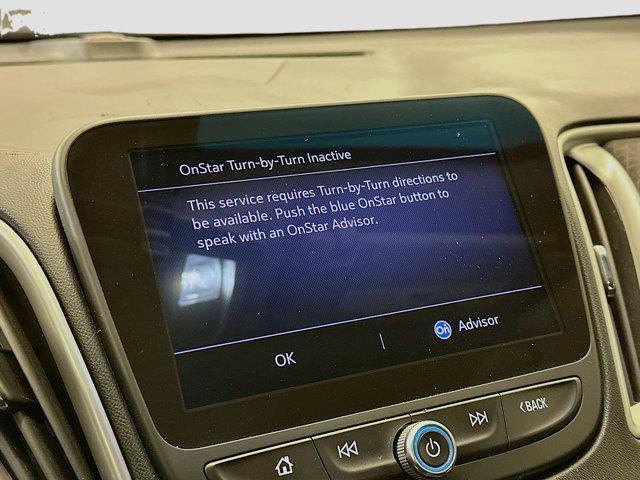 OnStar Turn-by-Turn Inactive
This service requires Turn-by-Turn directions to
be available. Push the blue OnStar button to
speak with an OnStar Advisor.
OK | On Advisor
BACK